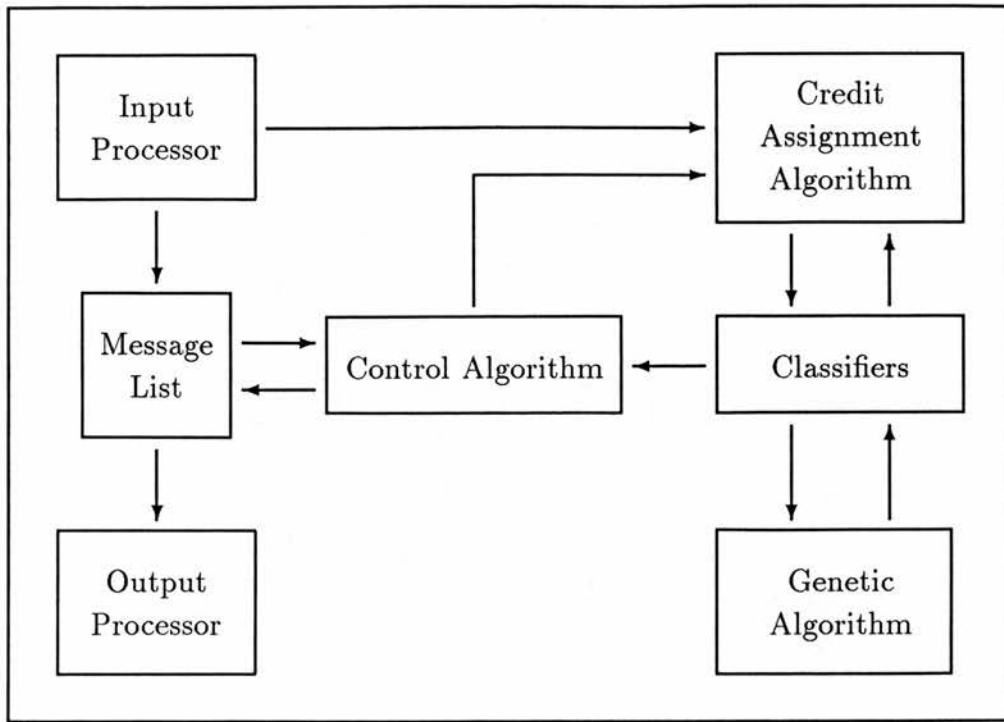 Input
Processor
Credit
Assignment
Algorithm
Message
List
Control Algorithm
Classifiers
Output
Processor
Genetic
Algorithm